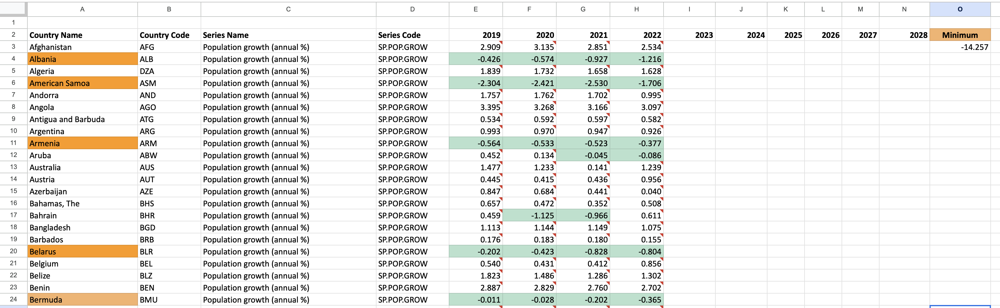 A B C D E F G H I J K L M N O
1
2 Country Name Country Code Series Name Series Code 2019 2020 2021 2022 2023 2024 2025 2026 2027 2028 Minimum
3 Afghanistan AFG Population growth (annual %) SP.POP.GROW 2.909 3.135 2.851 2.534 -14.257
4 Albania ALB Population growth (annual %) SP.POP.GROW -0.426 -0.574 -0.927 -1.216
5 Algeria DZA Population growth (annual %) SP.POP.GROW 1.839 1.732 1.658 1.628
6 American Samoa ASM Population growth (annual %) SP.POP.GROW -2.304 -2.421 -2.530 -1.706
7 Andorra AND Population growth (annual %) SP.POP.GROW 1.757 1.762 1.702 0.995
8 Angola AGO Population growth (annual %) SP.POP.GROW 3.395 3.268 3.166 3.097
9 Antigua and Barbuda ATG Population growth (annual %) SP.POP.GROW 0.534 0.592 0.597 0.582
10 Argentina ARG Population growth (annual %) SP.POP.GROW 0.993 0.970 0.947 0.926
11 Armenia ARM Population growth (annual %) SP.POP.GROW -0.564 -0.533 -0.523 -0.377
12 Aruba ABW Population growth (annual %) SP.POP.GROW 0.452 0.134 -0.045 -0.086
13 Australia AUS Population growth (annual %) SP.POP.GROW 1.477 1.233 0.141 1.239
14 Austria AUT Population growth (annual %) SP.POP.GROW 0.445 0.415 0.436 0.956
15 Azerbaijan AZE Population growth (annual %) SP.POP.GROW 0.847 0.684 0.441 0.040
16 Bahamas, The BHS Population growth (annual %) SP.POP.GROW 0.657 0.472 0.352 0.508
17 Bahrain BHR Population growth (annual %) SP.POP.GROW 0.459 -1.125 -0.966 0.611
18 Bangladesh BGD Population growth (annual %) SP.POP.GROW 1.113 1.144 1.149 1.075
19 Barbados BRB Population growth (annual %) SP.POP.GROW 0.176 0.183 0.180 0.155
20 Belarus BLR Population growth (annual %) SP.POP.GROW -0.202 -0.423 -0.828 -0.804
21 Belgium BEL Population growth (annual %) SP.POP.GROW 0.540 0.431 0.412 0.856
22 Belize BLZ Population growth (annual %) SP.POP.GROW 1.823 1.486 1.286 1.302
23 Benin BEN Population growth (annual %) SP.POP.GROW 2.887 2.829 2.760 2.702
24 Bermuda BMU Population growth (annual %) SP.POP.GROW -0.011 -0.028 -0.202 -0.365